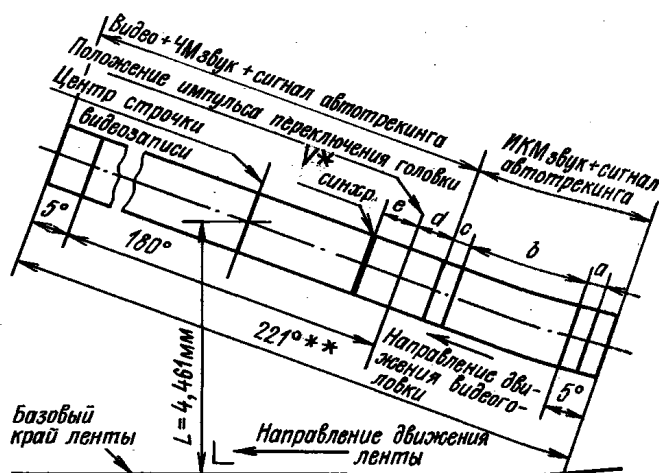 Видео + ЧМ звук + сигнал автотрекинга
Положение импульса переключения головки
Центр строчки
видеозаписи
V*
синхр.
ИКМ звук + сигнал
автотрекинга
e
d
c
b
a
5°
180°
221°**
5°
Направление дви-
жения видеого-
ловки
L=4,461мм
Базовый
край ленты
Направление движения
ленты